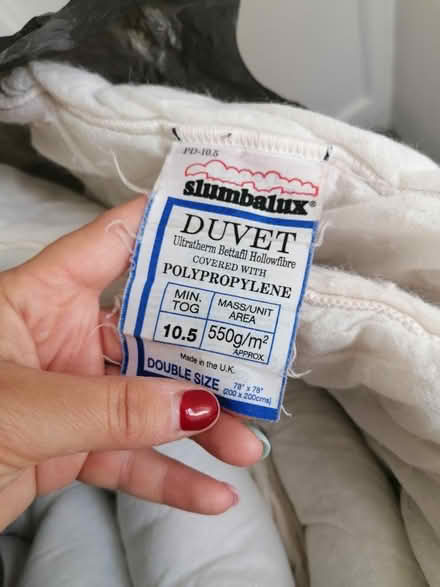 PD-10.5
slumbalux®
DUVET
Ultratherm Bettafil Hollowfibre
COVERED WITH
POLYPROPYLENE
MIN. TOG
10.5
MASS/UNIT AREA
550g/m²
APPROX.
Made in the U.K.
DOUBLE SIZE
78" x 78"
(200 x 200cms)